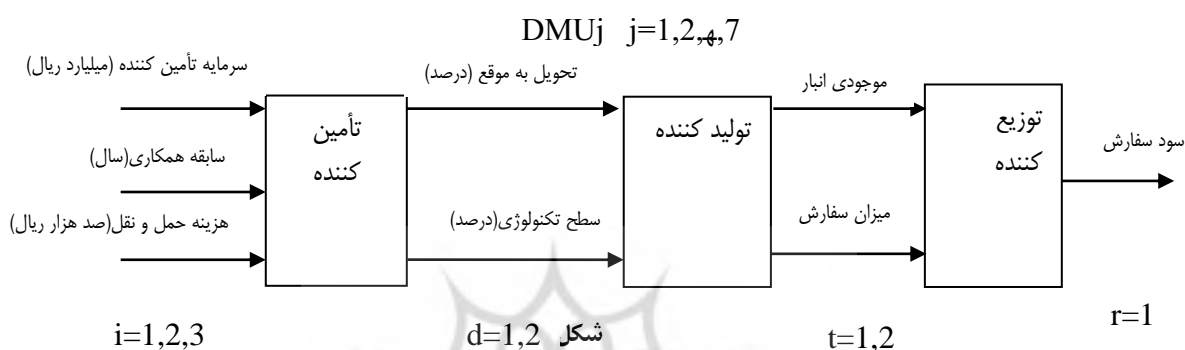 DMUj j=1,2,ه,7
سرمایه تأمین کننده (میلیارد ریال)
تحویل به موقع (درصد)
موجودی انبار
تأمین
کننده
تولید کننده
توزیع
کننده
سود سفارش
سابقه همکاری(سال)
هزینه حمل و نقل(صد هزار ریال)
سطح تکنولوژی(درصد)
میزان سفارش
i=1,2,3
d=1,2
شکل
t=1,2
r=1